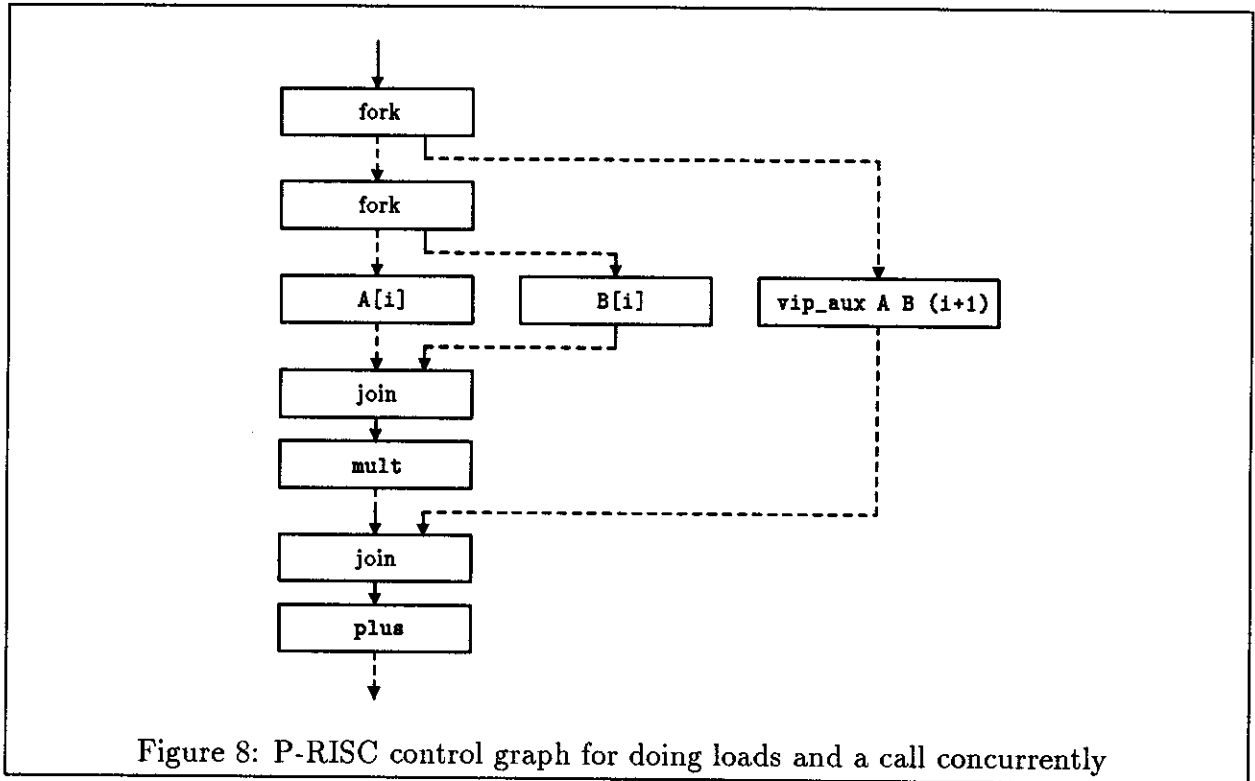 fork
fork
A[i]
B[i]
vip_aux A B (i+1)
join
mult
join
plus
Figure 8: P-RISC control graph for doing loads and a call concurrently